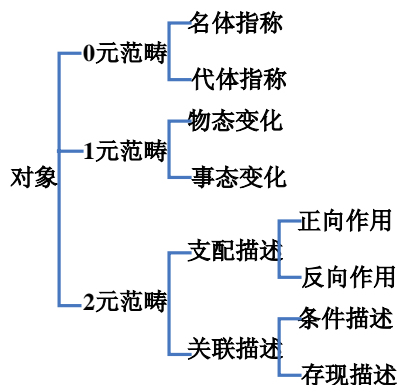 对象
0元范畴
名体指称
代体指称
1元范畴
物态变化
事态变化
2元范畴
支配描述
正向作用
反向作用
关联描述
条件描述
存现描述